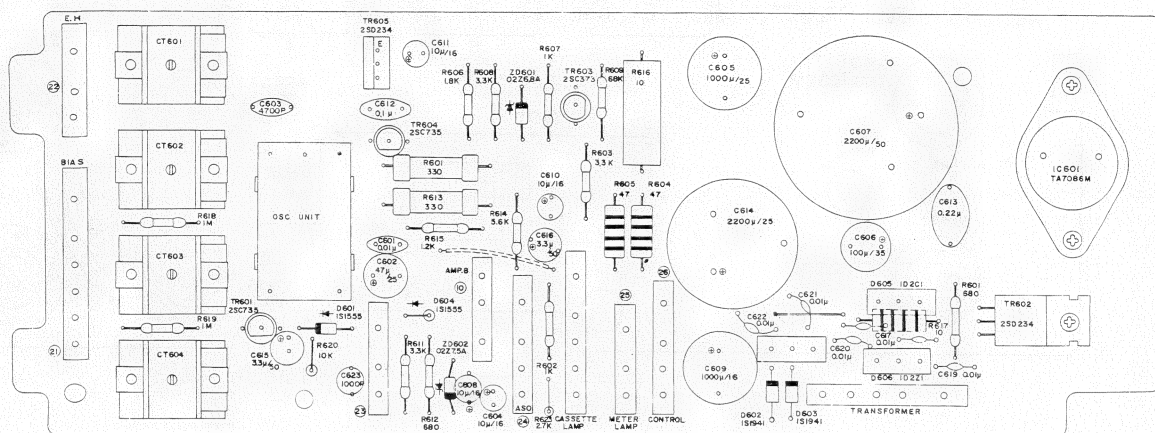 E.H
CT601
22
BIAS
CT602
R618
1M
CT603
R619
1M
21
CT604
C603
4700P
OSC UNIT
TR601
2SC735
C615
3.3μ/50
D601
1S1555
R620
10K
C623
1000P
23
TR605
2SD234
E
C611
10μ/16
C612
0.1μ
TR604
2SC735
R601
330
R613
330
R615
1.2K
C601
0.01μ
C602
47μ/25
R606
1.8K
R608
3.3K
ZD601
02Z6.8A
R607
1K
TR603
2SC373
R609
68K
R616
10
R603
3.3K
C610
10μ/16
R605
47
R604
47
R614
5.6K
C616
3.3μ
50
AMP.B
10
D604
1S1555
R611
3.3K
R612
680
ZD602
02Z7.5A
C608
10μ/16
C604
10μ/16
ASO
24
R602
1K
2.7K
CASSETTE
LAMP
25
METER
LAMP
26
CONTROL
C605
1000μ/25
C607
2200μ/50
C614
2200μ/25
C606
100μ/35
C613
0.22μ
IC601
TA7086M
C621
0.01μ
C622
0.01μ
D605 1D2C1
C617
0.01μ
R617
10
R601
680
TR602
2SD234
C620
0.01μ
D606 1D2Z1
C619 0.01μ
C609
1000μ/16
D602
1S1941
D603
1S1941
TRANSFORMER